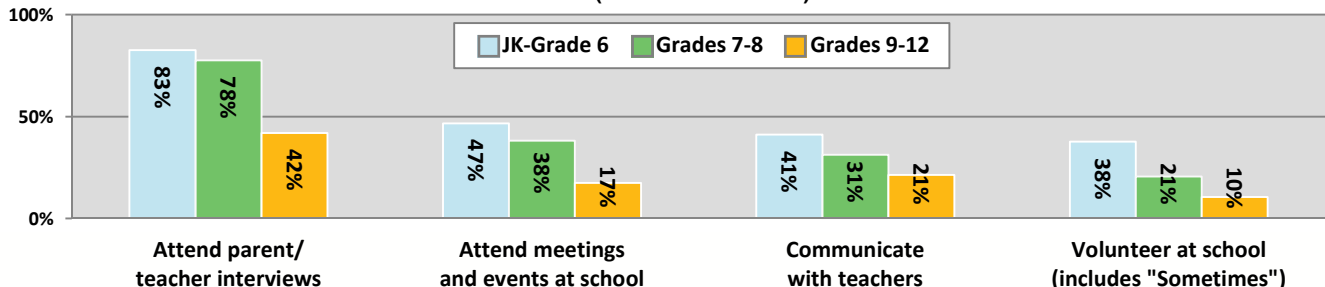 100%
JK-Grade 6 Grades 7-8 Grades 9-12
83% 78% 42% 47% 38% 17% 41% 31% 21% 38% 21% 10%
50%
0%
Attend parent/
teacher interviews
Attend meetings
and events at school
Communicate
with teachers
Volunteer at school
(includes "Sometimes")